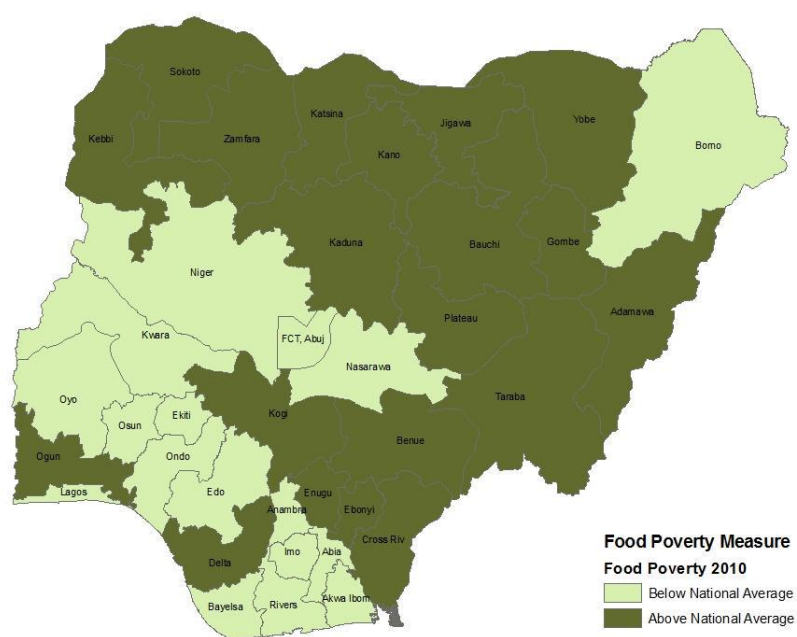 Sokoto
Katsina
Jigawa
Yobe
Borno
Kebbi
Zamfara
Kano
Kaduna
Bauchi
Gombe
Niger
Adamawa
Plateau
Kwara
FCT, Abuj
Nasarawa
Taraba
Oyo
Kogi
Ekiti
Osun
Benue
Ogun
Ondo
Lagos
Edo
Enugu
Ebonyi
Anambra
Cross Riv
Imo
Abia
Delta
Akwa Ibom
Bayelsa
Rivers
Food Poverty Measure
Food Poverty 2010
Below National Average
Above National Average